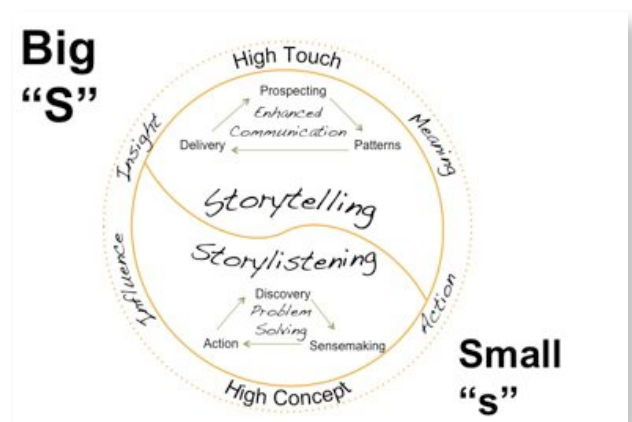 Big
“S”
High Touch
Prospecting
Enhanced
Communication
Delivery
Patterns
Insight
Meaning
Storytelling
Storylistening
Influence
Action
Discovery
Problem
Solving
Action
Sensemaking
High Concept
Small
“s”